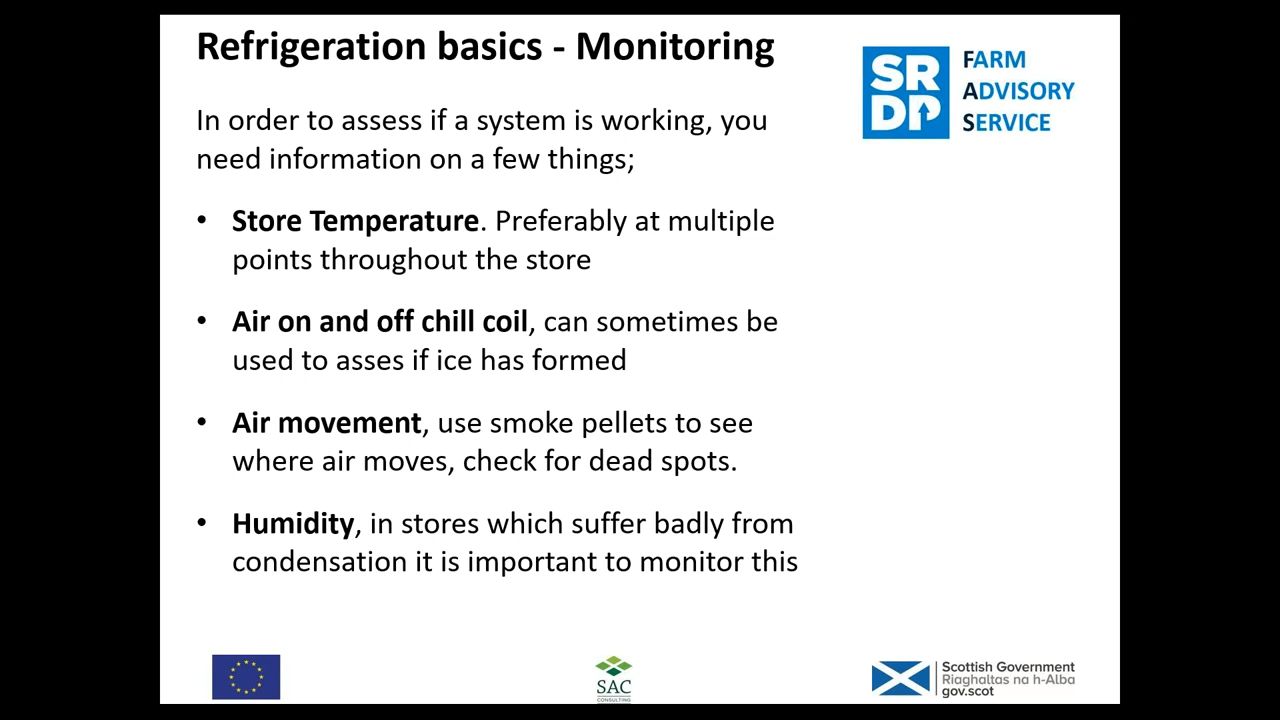 Refrigeration basics - Monitoring
SR
DP
FARM
ADVISORY
SERVICE
In order to assess if a system is working, you
need information on a few things;
• Store Temperature. Preferably at multiple
points throughout the store
• Air on and off chill coil, can sometimes be
used to asses if ice has formed
• Air movement, use smoke pellets to see
where air moves, check for dead spots.
• Humidity, in stores which suffer badly from
condensation it is important to monitor this
SAC
CONSULTING
Scottish Government
Riaghaltas na h-Alba
gov.scot